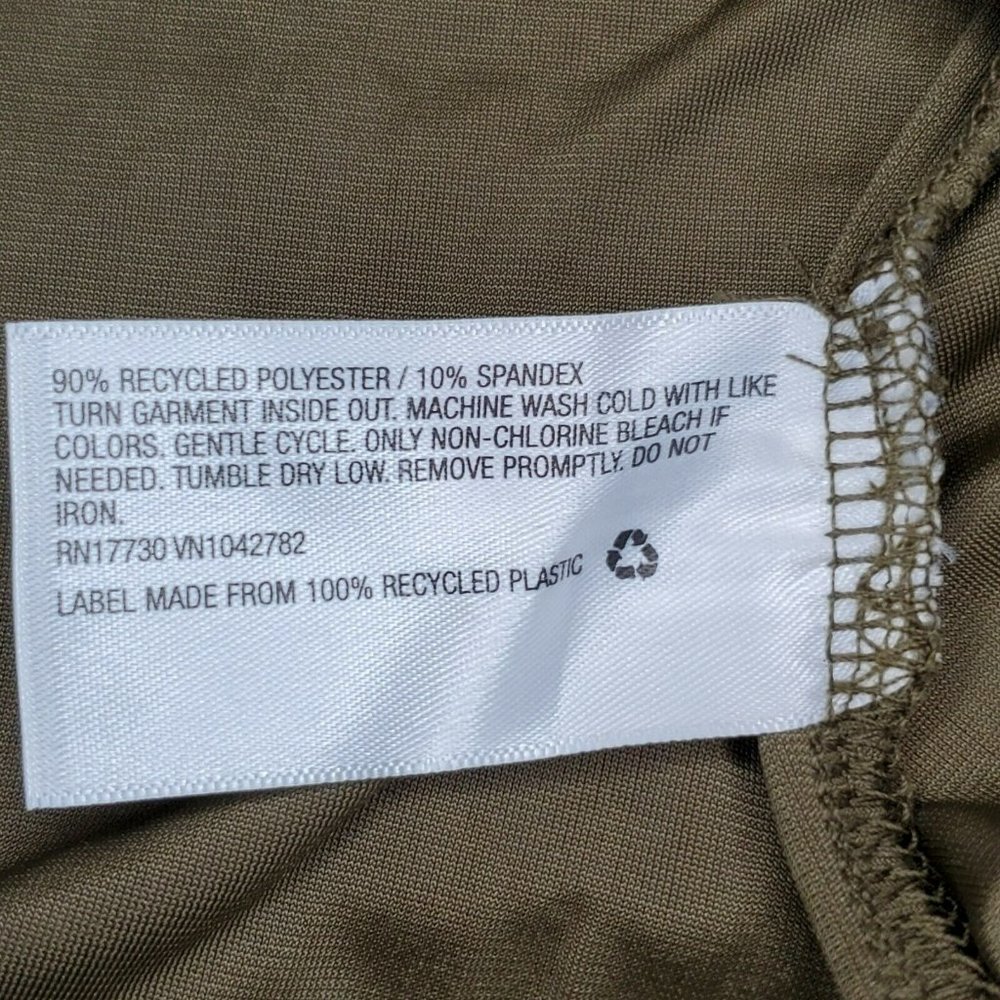 90% RECYCLED POLYESTER / 10% SPANDEX
TURN GARMENT INSIDE OUT. MACHINE WASH COLD WITH LIKE
COLORS. GENTLE CYCLE. ONLY NON-CHLORINE BLEACH IF
NEEDED. TUMBLE DRY LOW. REMOVE PROMPTLY. DO NOT
IRON.
RN17730 VN1042782
LABEL MADE FROM 100% RECYCLED PLASTIC